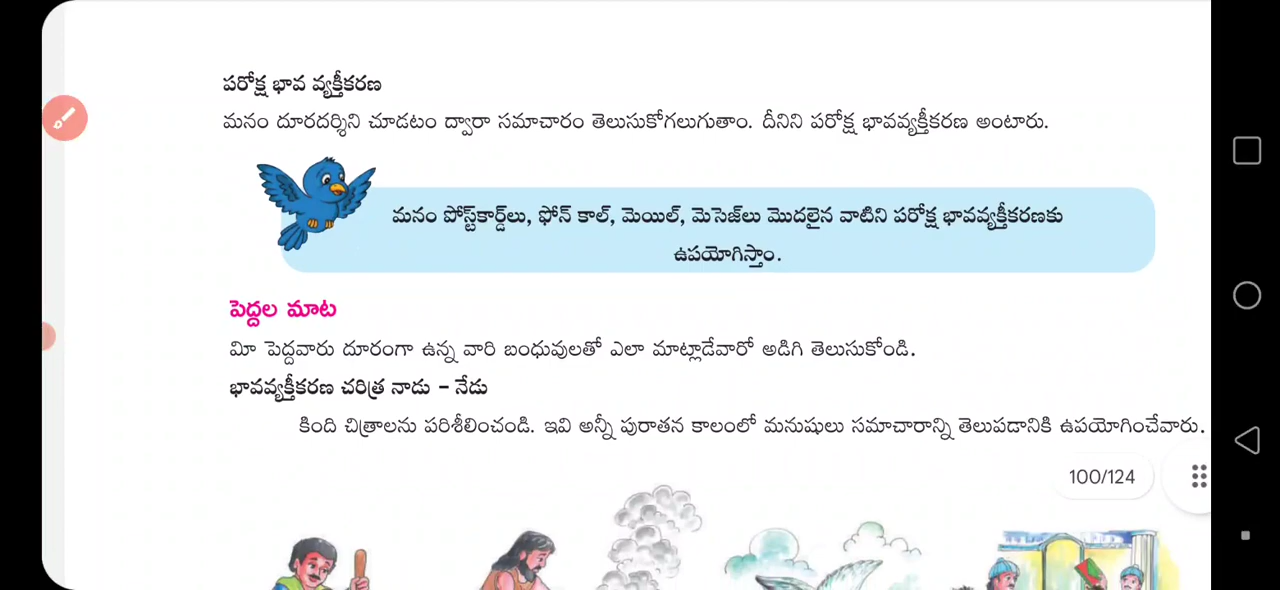 పరోక్ష భావ వ్యక్తీకరణ
మనం దూరదర్శిని చూడటం ద్వారా సమాచారం తెలుసుకోగలుగుతాం. దీనిని పరోక్ష భావవ్యక్తీకరణ అంటారు.
మనం పోస్ట్‌కార్డ్‌లు, ఫోన్ కాల్, మెయిల్, మెసెజ్‌లు మొదలైన వాటిని పరోక్ష భావవ్యక్తీకరణకు
ఉపయోగిస్తాం.
పెద్దల మాట
మీ పెద్దవారు దూరంగా ఉన్న వారి బంధువులతో ఎలా మాట్లాడేవారో అడిగి తెలుసుకోండి.
భావవ్యక్తీకరణ చరిత్ర నాడు - నేడు
కింది చిత్రాలను పరిశీలించండి. ఇవి అన్నీ పురాతన కాలంలో మనుషులు సమాచారాన్ని తెలుపడానికి ఉపయోగించేవారు.
100/124